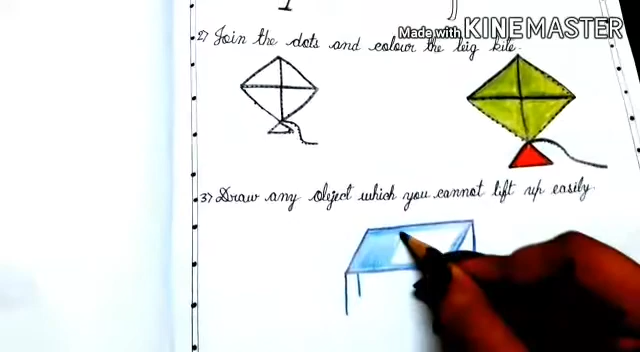 Made with KINEMASTER
2) Join the dots and colour the big kite.
3) Draw any object which you cannot lift up easily.